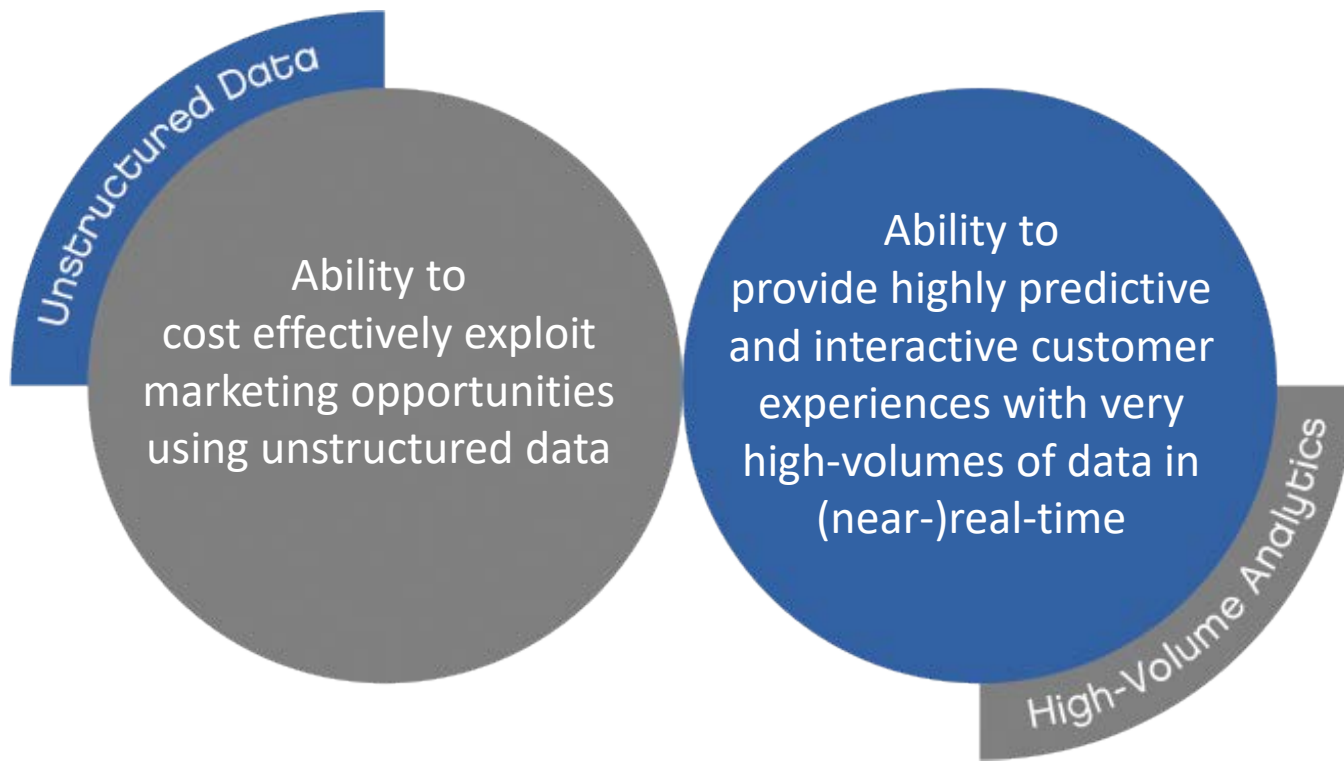 Unstructured Data
Ability to
cost effectively exploit
marketing opportunities
using unstructured data
Ability to
provide highly predictive
and interactive customer
experiences with very
high-volumes of data in
(near-)real-time
High-Volume Analytics